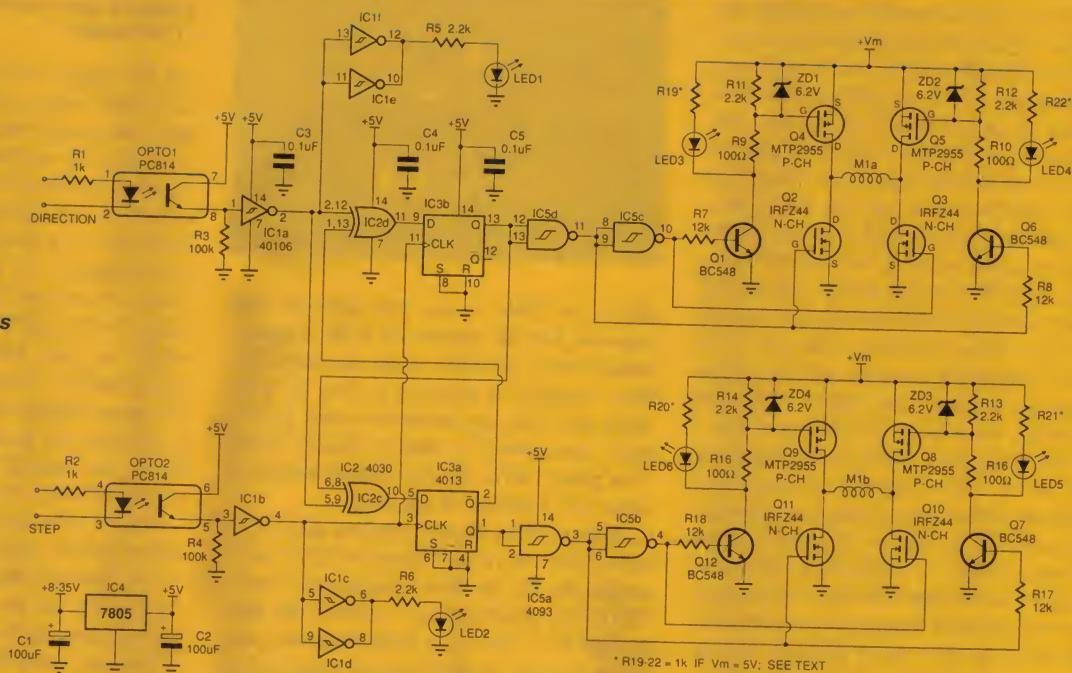 13
12
IC1f
11
10
IC1e
R5 2.2k
LED1
+5V
C3
0.1uF
+5V
C4
0.1uF
+5V
C5
0.1uF
R1
1k
OPTO1
PC814
+5V
1
2
7
8
DIRECTION
R3
100k
1
14
2
7
IC1a
40106
2,12
1,13
14
11
7
IC2d
IC3b
9
D
11
CLK
14
Q
13
Q
12
S
R
8
10
12
13
IC5d
11
8
9
IC5c
10
R7
12k
Q1
BC548
+Vm
R19*
LED3
R11
2.2k
ZD1
6.2V
R9
100Ω
G
S
D
Q4
MTP2955
P-CH
ZD2
6.2V
S
G
D
Q5
MTP2955
P-CH
R12
2.2k
R10
100Ω
R22*
LED4
M1a
Q2
IRFZ44
N-CH
D
G
S
Q3
IRFZ44
N-CH
D
G
S
Q6
BC548
R8
12k
s
R2
1k
OPTO2
PC814
+5V
4
3
6
5
STEP
R4
100k
3
IC1b
4
6,8
5,9
IC2 4030
10
IC2c
IC3a
4013
5
D
3
CLK
Q
2
Q
1
S
R
6
7
4
+5V
1
2
14
3
7
IC5a
4093
5
6
IC5b
4
R18
12k
Q12
BC548
+Vm
R20*
LED6
R14
2.2k
ZD4
6.2V
R16
100Ω
Q9
MTP2955
P-CH
ZD3
6.2V
R13
2.2k
Q8
MTP2955
P-CH
R16
100Ω
R21*
LED5
M1b
Q11
IRFZ44
N-CH
Q10
IRFZ44
N-CH
Q7
BC548
R17
12k
5
6
IC1c
9
8
IC1d
R6
2.2k
LED2
+8-35V
IC4
7805
+5V
+
C1
100uF
+
C2
100uF
* R19-22 = 1k IF Vm = 5V; SEE TEXT